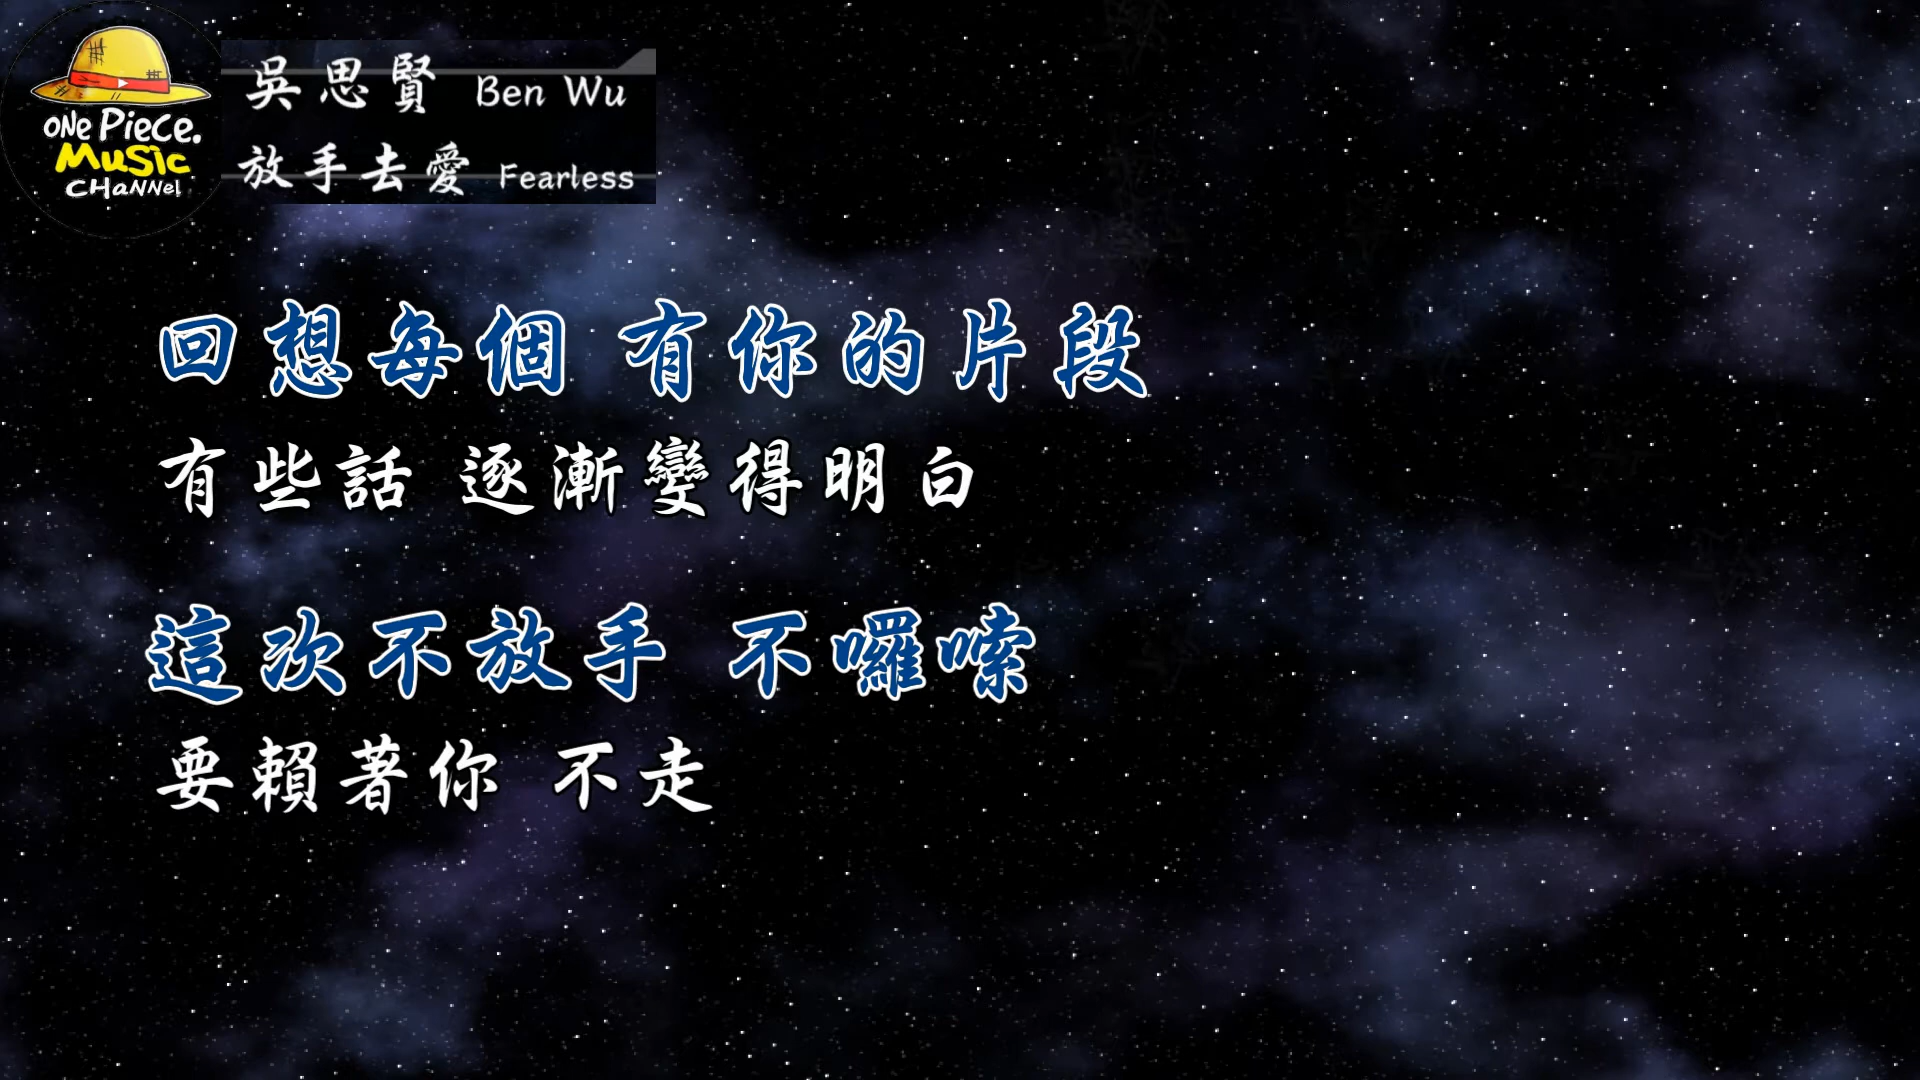 ONE PIECE.
MUSIC
CHANNEL
吳思賢 Ben Wu
放手去愛 Fearless
回想每個 有你的片段
有些話 逐漸變得明白
這次不放手 不囉嗦
要賴著你 不走